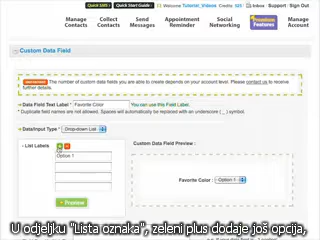 Quick SMS Quick Start Guide Welcome Tutorial_Videos Credits 525 Support Sign Out
Manage Contacts
Collect Contacts
Send Messages
Appointment Reminder
Social Networking
Premium Features
Manage Account
Custom Data Field
The number of custom data fields you are able to create depends on your account level. Please contact us to receive further details.
Data Field Text Label * Favorite Color You can use this Field Label.
* Duplicate field names are not allowed. Spaces will automatically be replaced with an underscore ( _ ) symbol.
Data/Input Type * Drop-down List
List Labels
Option 1
Preview
Custom Data Field Preview :
Favorite Color : Option 1
U odjeljku "Lista oznaka", zeleni plus dodaje još opcija,